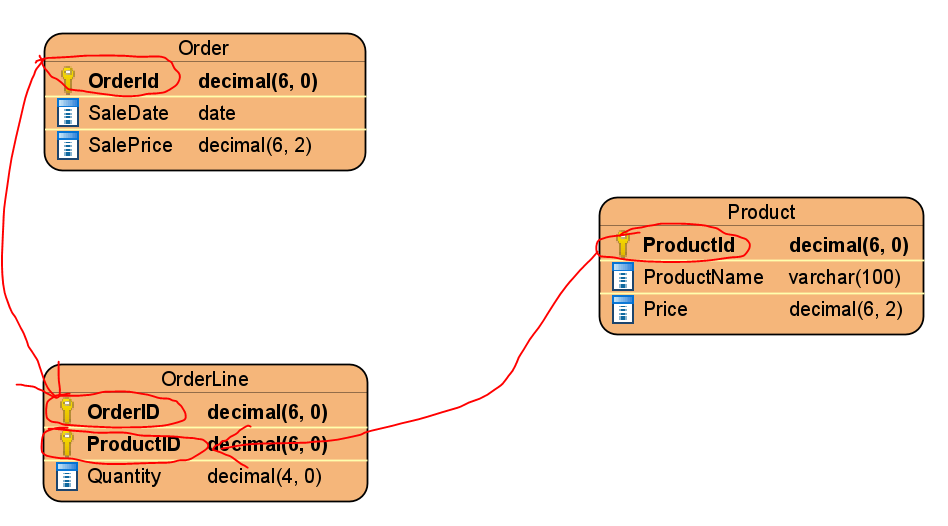 Order
OrderId decimal(6, 0)
SaleDate date
SalePrice decimal(6, 2)
Product
ProductId decimal(6, 0)
ProductName varchar(100)
Price decimal(6, 2)
OrderLine
OrderID decimal(6, 0)
ProductID decimal(6, 0)
Quantity decimal(4, 0)